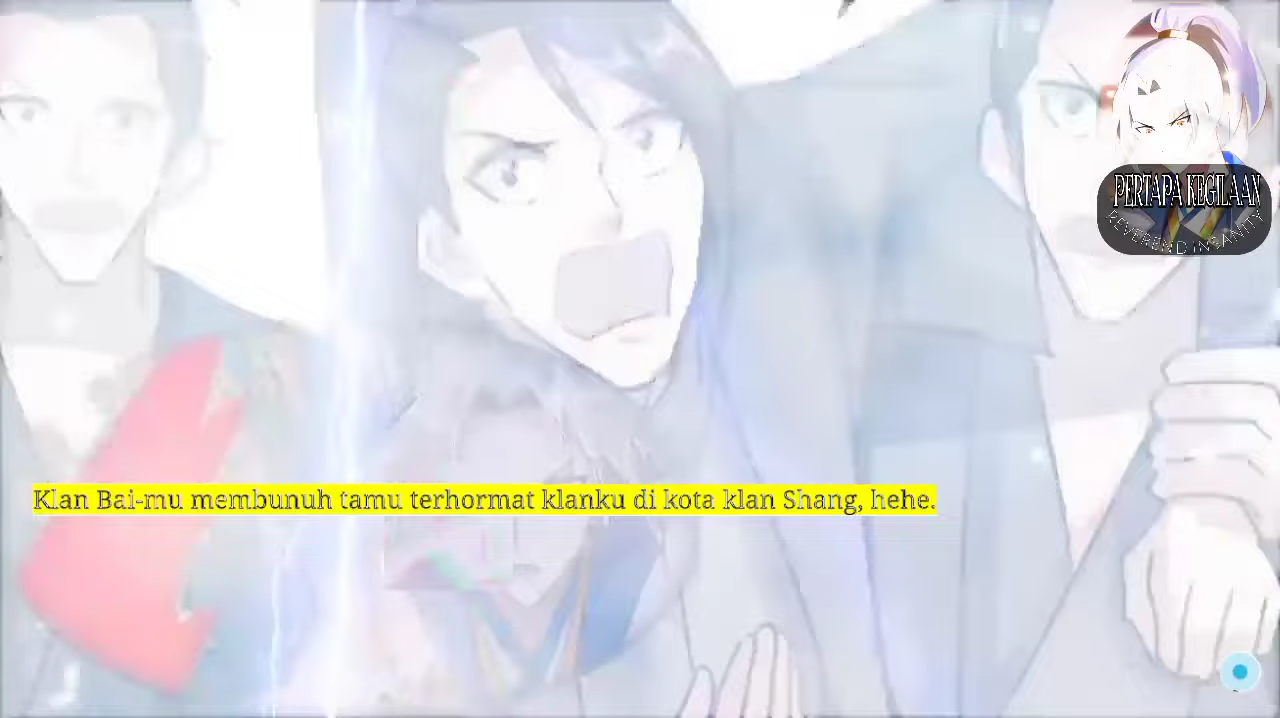 PERTAPA KEGILAAN
REVEREND INSANITY
Klan Bai-mu membunuh tamu terhormat klanku di kota klan Shang, hehe.